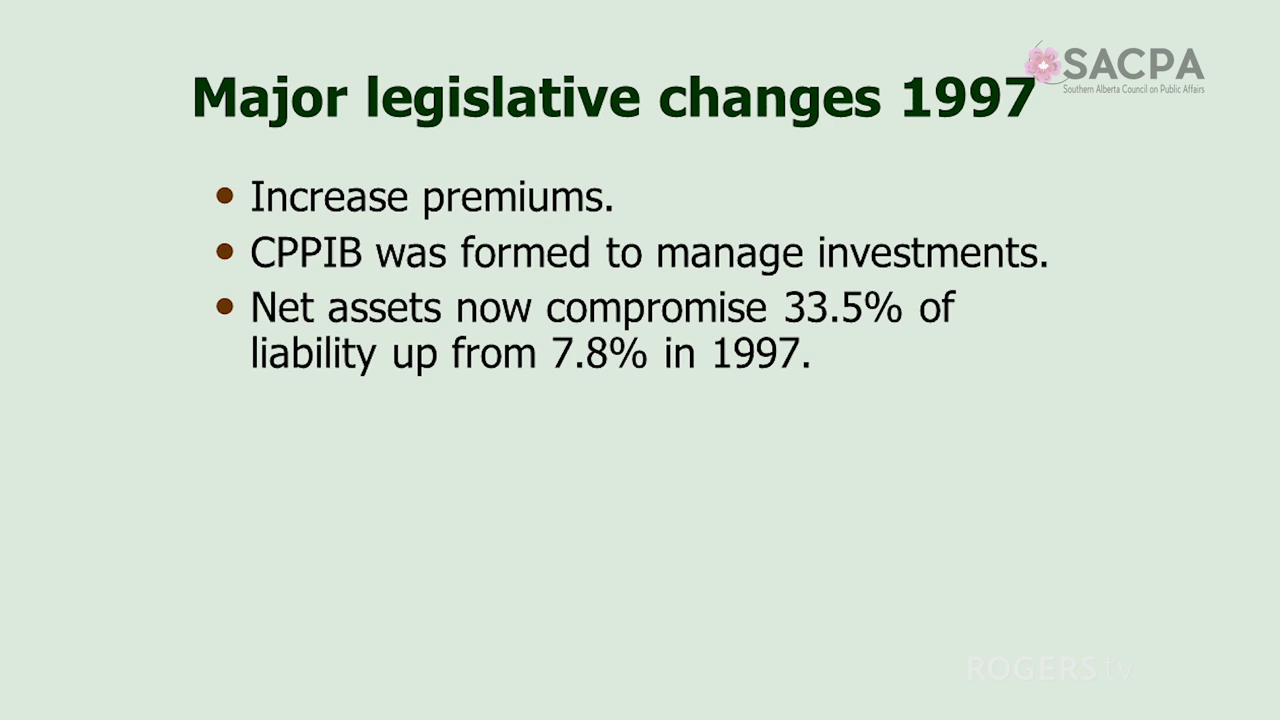 SACPA
Southern Alberta Council on Public Affairs
Major legislative changes 1997
• Increase premiums.
• CPPIB was formed to manage investments.
• Net assets now compromise 33.5% of
liability up from 7.8% in 1997.
ROGERS tv